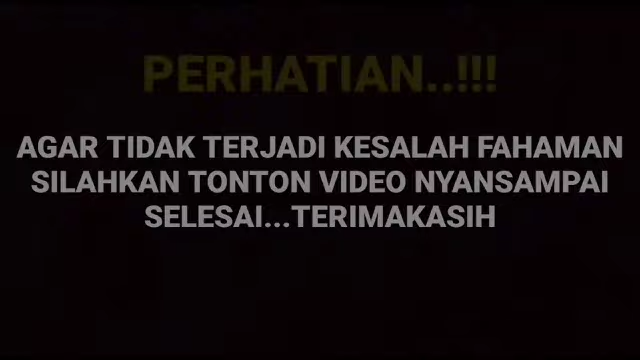 PERHATIAN..!!!
AGAR TIDAK TERJADI KESALAH FAHAMAN
SILAHKAN TONTON VIDEO NYANSAMPAI
SELESAI...TERIMAKASIH